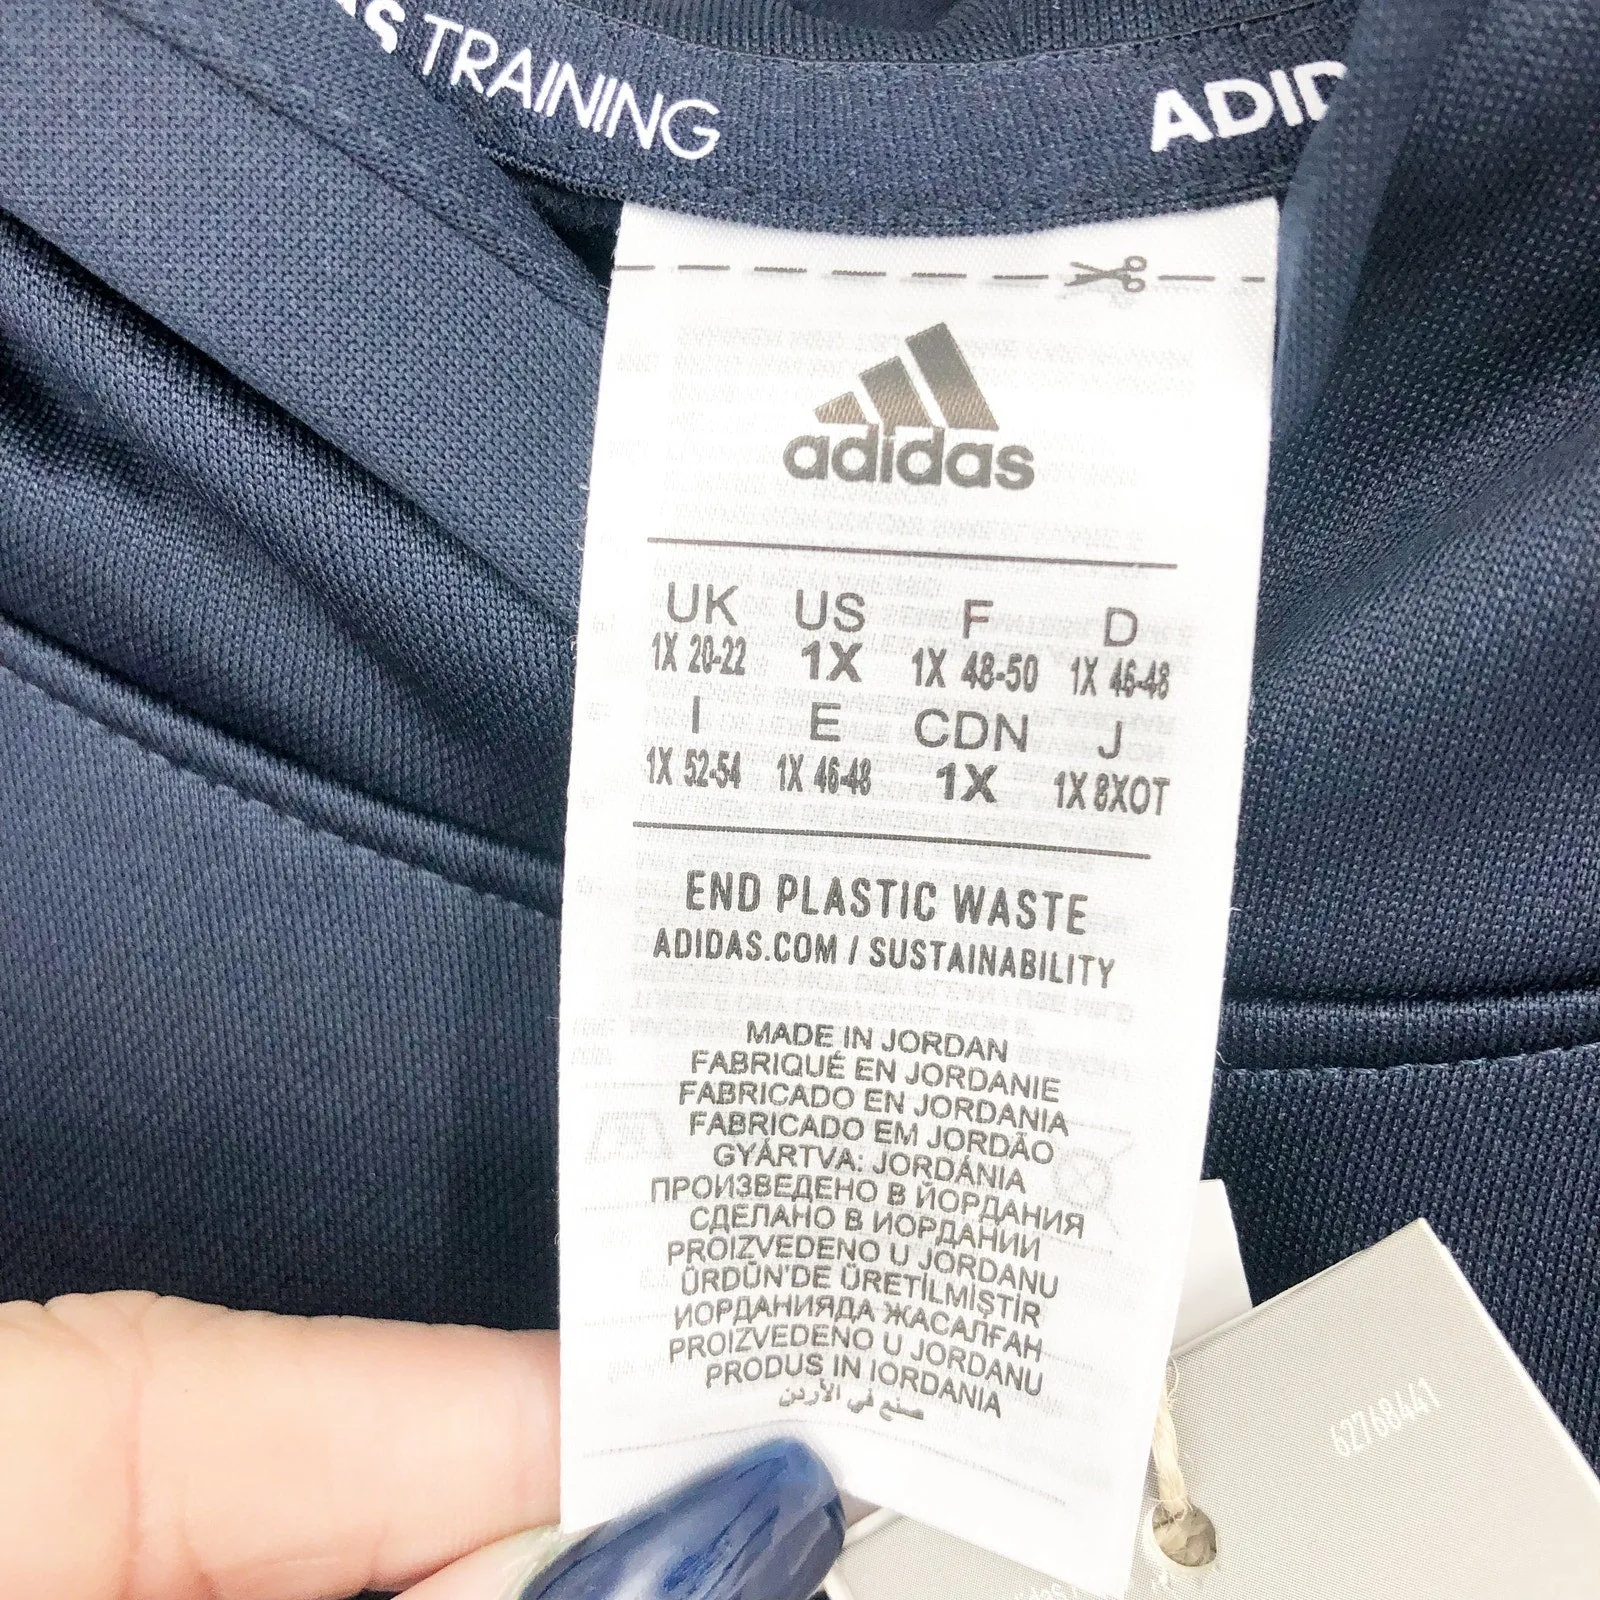 AS TRAINING
ADID
adidas
UK US F D
1X 20-22 1X 1X 48-50 1X 46-48
I E CDN J
1X 52-54 1X 46-48 1X 1X 8XOT
END PLASTIC WASTE
ADIDAS.COM / SUSTAINABILITY
MADE IN JORDAN
FABRIQUÉ EN JORDANIE
FABRICADO EN JORDANIA
FABRICADO EM JORDÃO
GYÁRTVA: JORDÁNIA
ПРОИЗВЕДЕНО В ЙОРДАНИЯ
СДЕЛАНО В ИОРДАНИИ
PROIZVEDENO U JORDANU
ÜRDÜN'DE ÜRETİLMİŞTİR
ИОРДАНИЯДА ЖАСАЛҒАН
PROIZVEDENO U JORDANU
PRODUS IN IORDANIA
صنع في الأردن
62768441